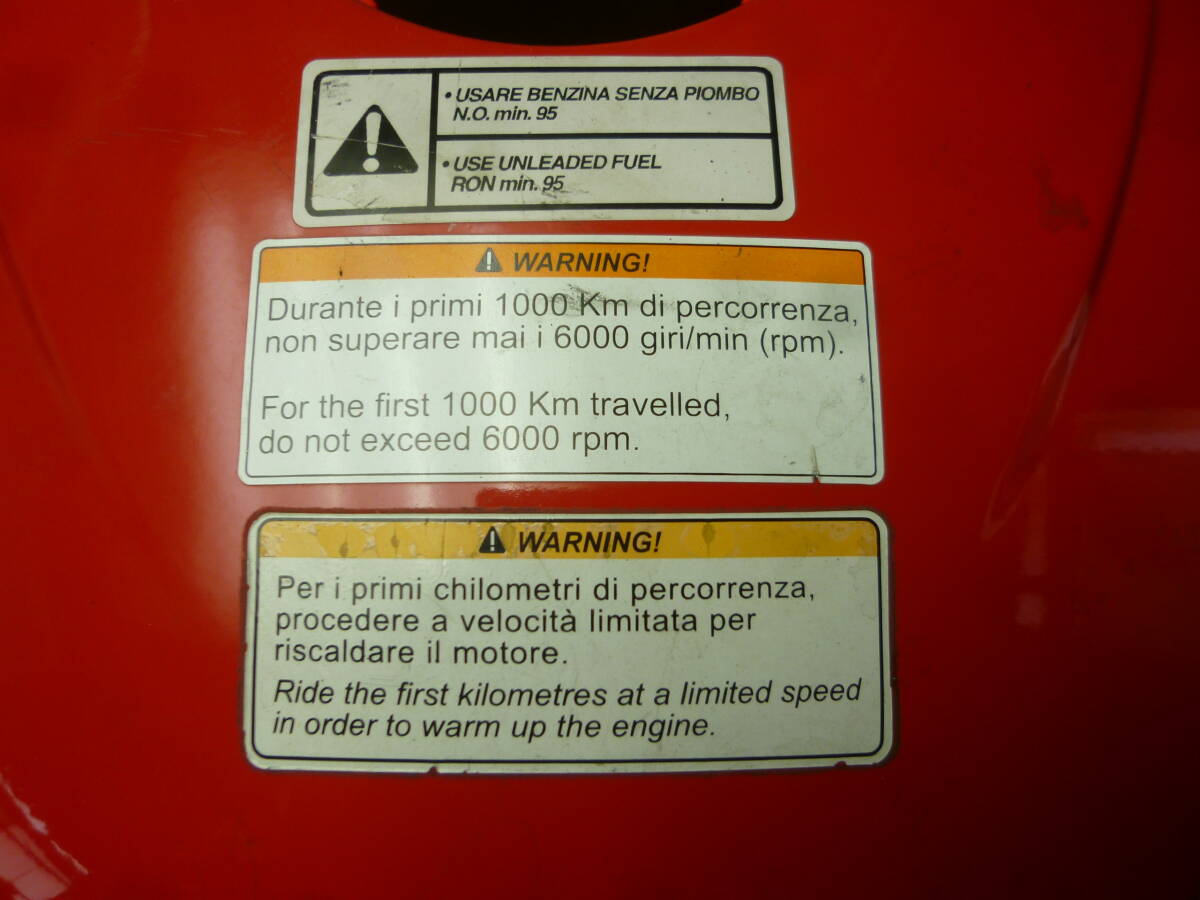 • USARE BENZINA SENZA PIOMBO
N.O. min. 95
• USE UNLEADED FUEL
RON min. 95
WARNING!
Durante i primi 1000 Km di percorrenza,
non superare mai i 6000 giri/min (rpm).
For the first 1000 Km travelled,
do not exceed 6000 rpm.
WARNING!
Per i primi chilometri di percorrenza,
procedere a velocità limitata per
riscaldare il motore.
Ride the first kilometres at a limited speed
in order to warm up the engine.